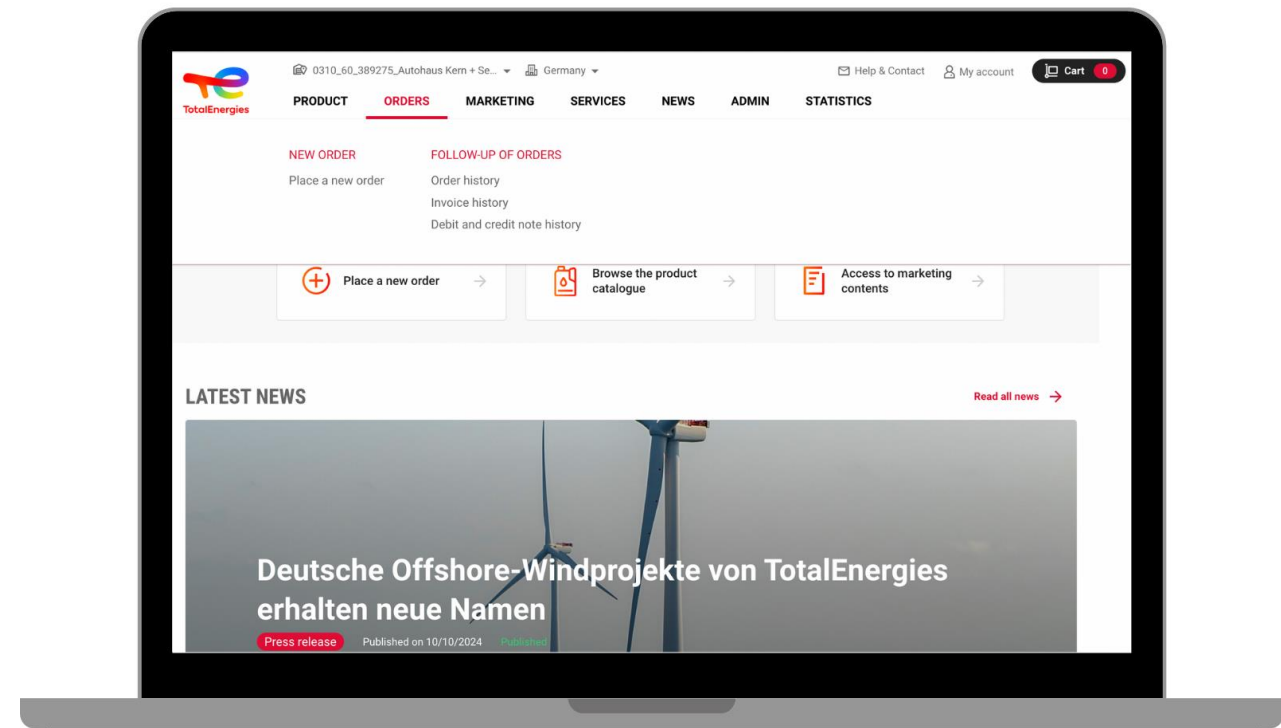 TotalEnergies
0310_60_389275_Autohaus Kern + Se...
Germany
Help & Contact
My account
Cart 0
PRODUCT ORDERS MARKETING SERVICES NEWS ADMIN STATISTICS
NEW ORDER
Place a new order
FOLLOW-UP OF ORDERS
Order history
Invoice history
Debit and credit note history
Place a new order
Browse the product
catalogue
Access to marketing
contents
LATEST NEWS
Read all news
Deutsche Offshore-Windprojekte von TotalEnergies
erhalten neue Namen
Press release Published on 10/10/2024 Published